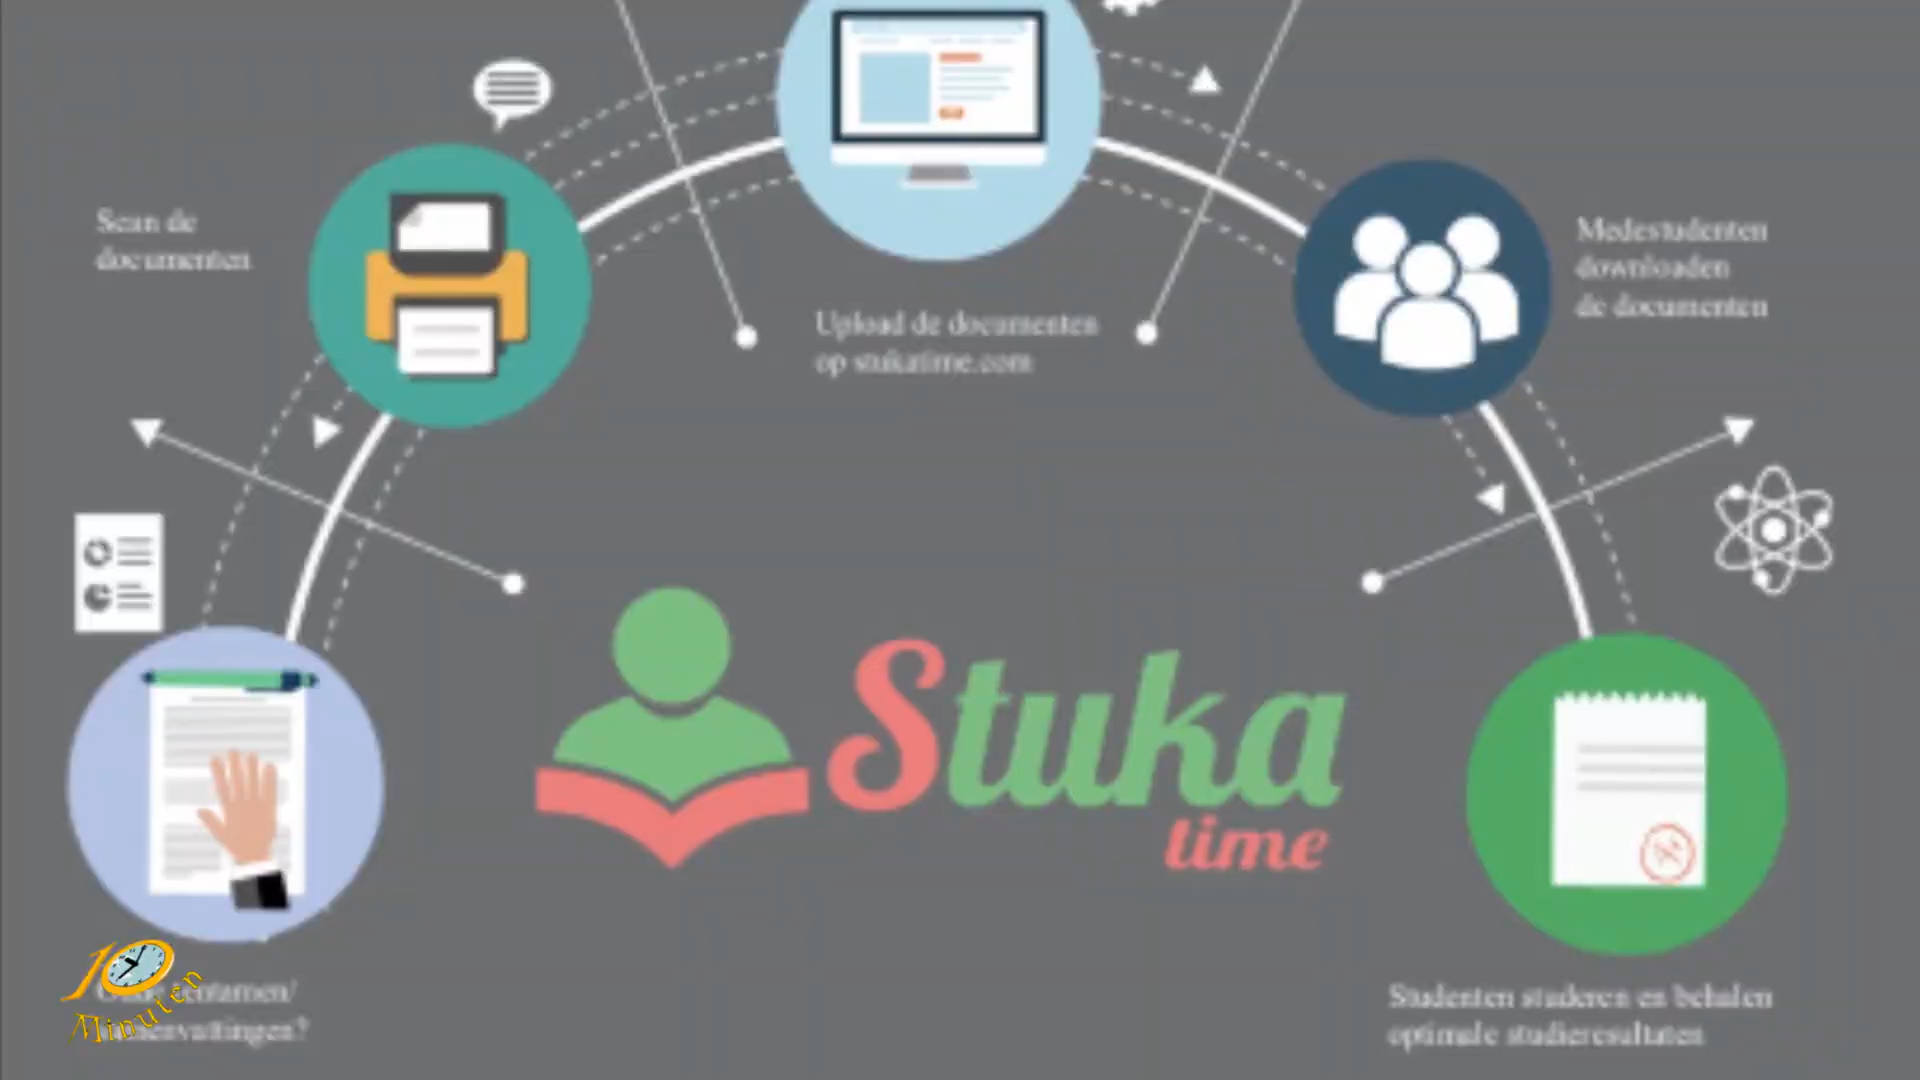 Scan de
documenten
Upload de documenten
op stukatime.com
Medestudenten
downloaden
de documenten
Stuka
time
10
Minuten
tentamen/
Studenten studeren en behalen
optimale studieresultaten